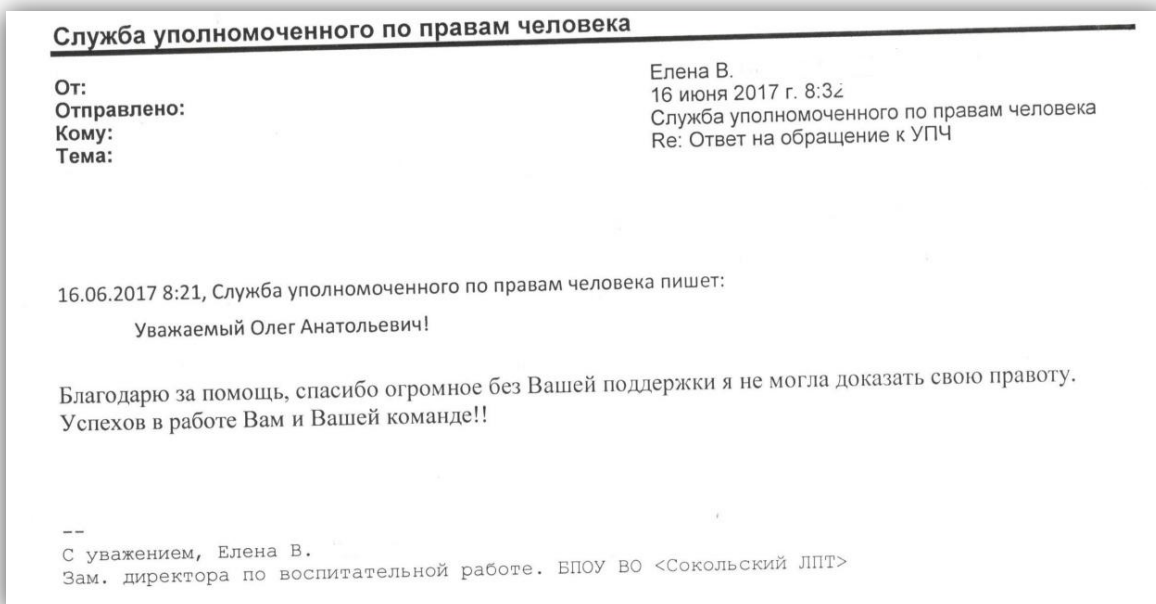 Служба уполномоченного по правам человека
От: Елена В.
Отправлено: 16 июня 2017 г. 8:32
Кому: Служба уполномоченного по правам человека
Тема: Re: Ответ на обращение к УПЧ
16.06.2017 8:21, Служба уполномоченного по правам человека пишет:
Уважаемый Олег Анатольевич!
Благодарю за помощь, спасибо огромное без Вашей поддержки я не могла доказать свою правоту.
Успехов в работе Вам и Вашей команде!!
--
С уважением, Елена В.
Зам. директора по воспитательной работе. БПОУ ВО <Сокольский ЛПТ>